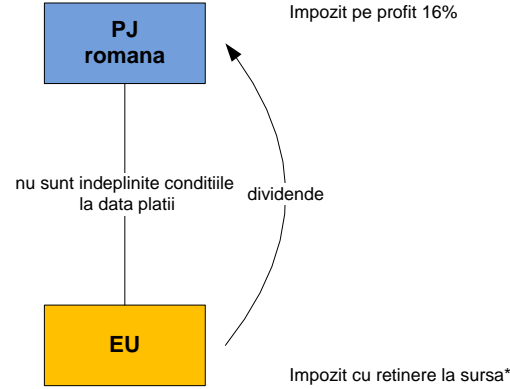 Impozit pe profit 16%
PJ
romana
nu sunt indeplinite conditiile
la data platii
dividende
EU
Impozit cu retinere la sursa*